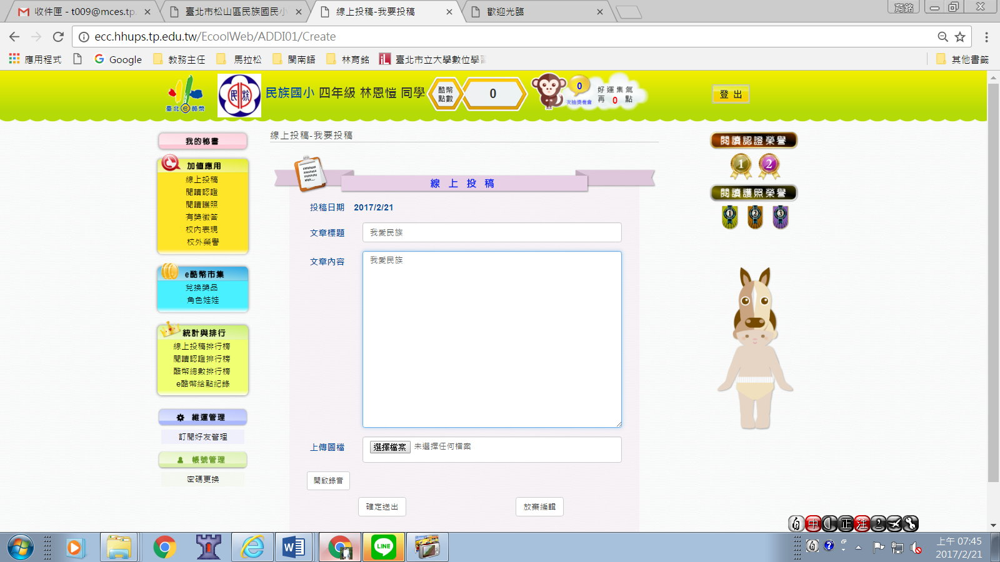 收件匣 - t009@mces.tp.
臺北市松山區民族國民小
線上投稿-我要投稿
歡迎光臨
育銘
ecc.hhups.tp.edu.tw/EcoolWeb/ADDI01/Create
應用程式
Google
教務主任
馬拉松
閩南語
林育銘
臺北市立大學數位學習
其他書籤
臺北e酷幣
民族
民族國小 四年級 林恩愷 同學
酷幣
點數
0
0
次抽獎機會
好運集氣
再 0 點
登出
我的秘書
加值應用
線上投稿
閱讀認證
閱讀護照
有獎徵答
校內表現
校外榮譽
e酷幣市集
兌換獎品
角色娃娃
統計與排行
線上投稿排行榜
閱讀認證排行榜
酷幣總數排行榜
e酷幣給點紀錄
維運管理
訂閱好友管理
帳號管理
密碼更換
線上投稿-我要投稿
線上投稿
投稿日期 2017/2/21
文章標題 我愛民族
文章內容 我愛民族
上傳圖檔 選擇檔案 未選擇任何檔案
開啟錄音
確定送出
放棄編輯
閱讀認證榮譽
1 2
閱讀護照榮譽
1 2 3
中 正 注
LINE
上午 07:45
2017/2/21